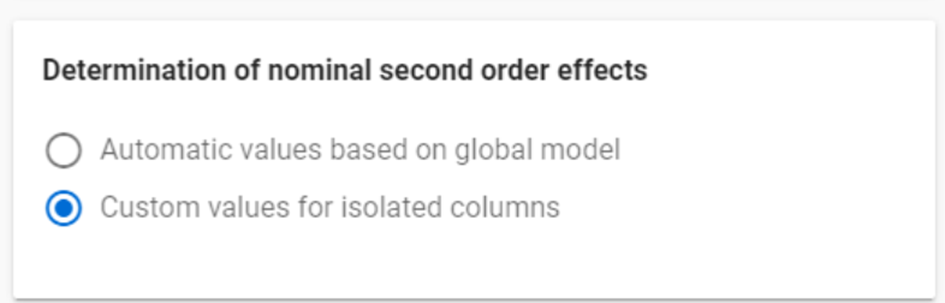 Determination of nominal second order effects
Automatic values based on global model
Custom values for isolated columns